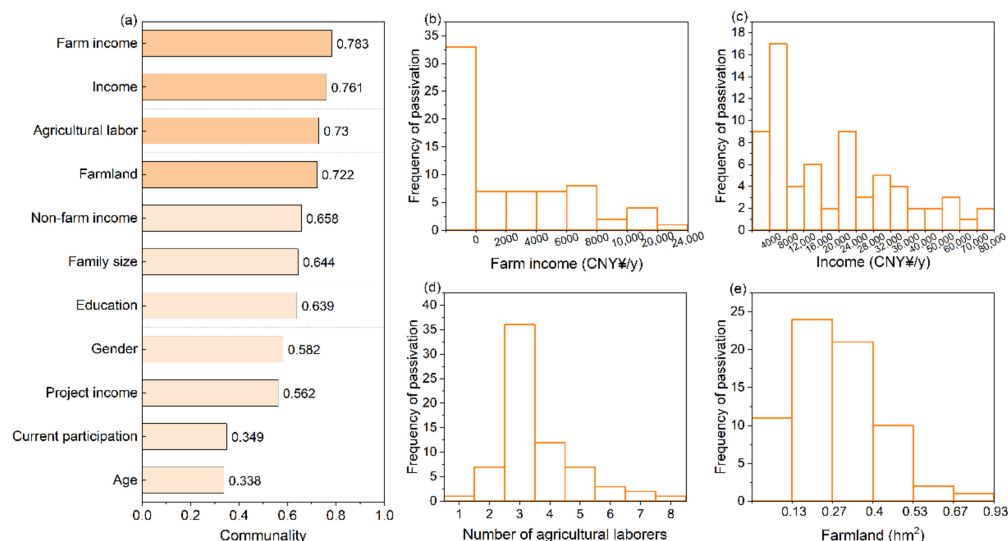 (a)
Farm income
0.783
Income
0.761
Agricultural labor
0.73
Farmland
0.722
Non-farm income
0.658
Family size
0.644
Education
0.639
Gender
0.582
Project income
0.562
Current participation
0.349
Age
0.338
0.0 0.2 0.4 0.6 0.8 1.0
Communality
(b)
Frequency of passivation
35
30
25
20
15
10
5
0
0 2000 4000 6000 8000 10,000 20,000 24,000
Farm income (CNY¥/y)
(c)
Frequency of passivation
18
16
14
12
10
8
6
4
2
0
4000 8000 12,000 16,000 20,000 24,000 28,000 32,000 36,000 40,000 50,000 60,000 70,000 80,000
Income (CNY¥/y)
(d)
Frequency of passivation
40
35
30
25
20
15
10
5
0
1 2 3 4 5 6 7 8
Number of agricultural laborers
(e)
Frequency of passivation
25
20
15
10
5
0
0.13 0.27 0.4 0.53 0.67 0.93
Farmland (hm²)